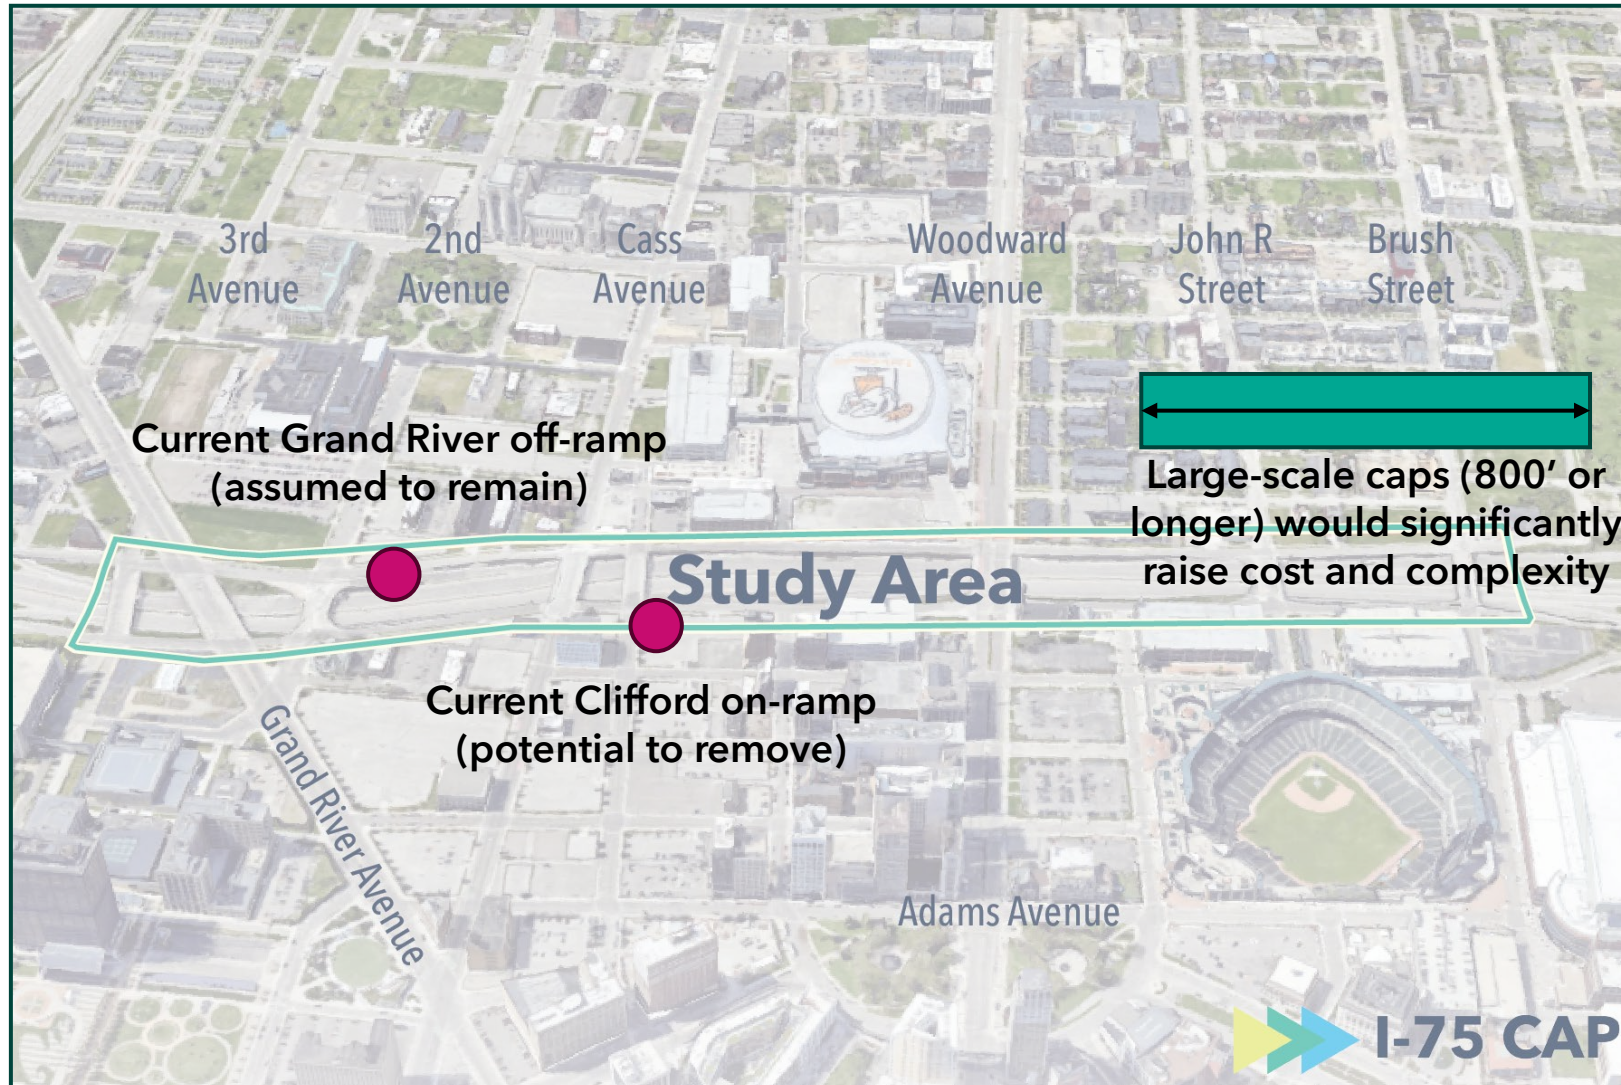 3rd
Avenue
2nd
Avenue
Cass
Avenue
Woodward
Avenue
John R
Street
Brush
Street
Current Grand River off-ramp
(assumed to remain)
Large-scale caps (800’ or
longer) would significantly
raise cost and complexity
Study Area
Current Clifford on-ramp
(potential to remove)
Grand River Avenue
Adams Avenue
I-75 CAP